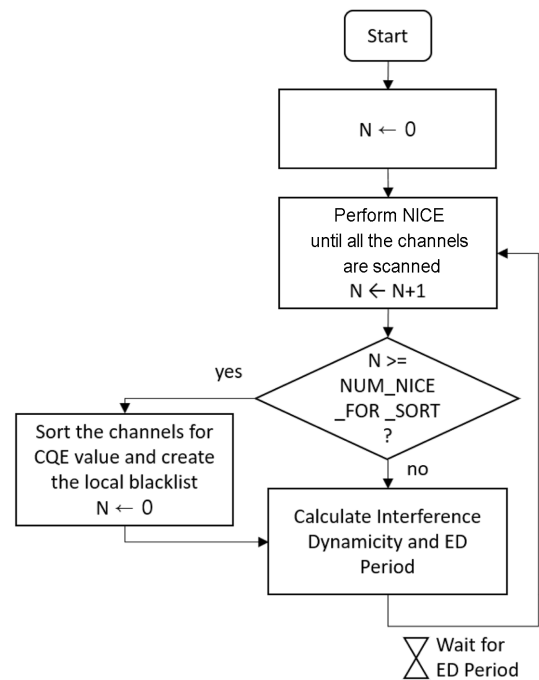 Start
N ← 0
Perform NICE
until all the channels
are scanned
N ← N+1
N >=
NUM_NICE
_FOR _SORT
?
yes
no
Sort the channels for
CQE value and create
the local blacklist
N ← 0
Calculate Interference
Dynamicity and ED
Period
Wait for
ED Period